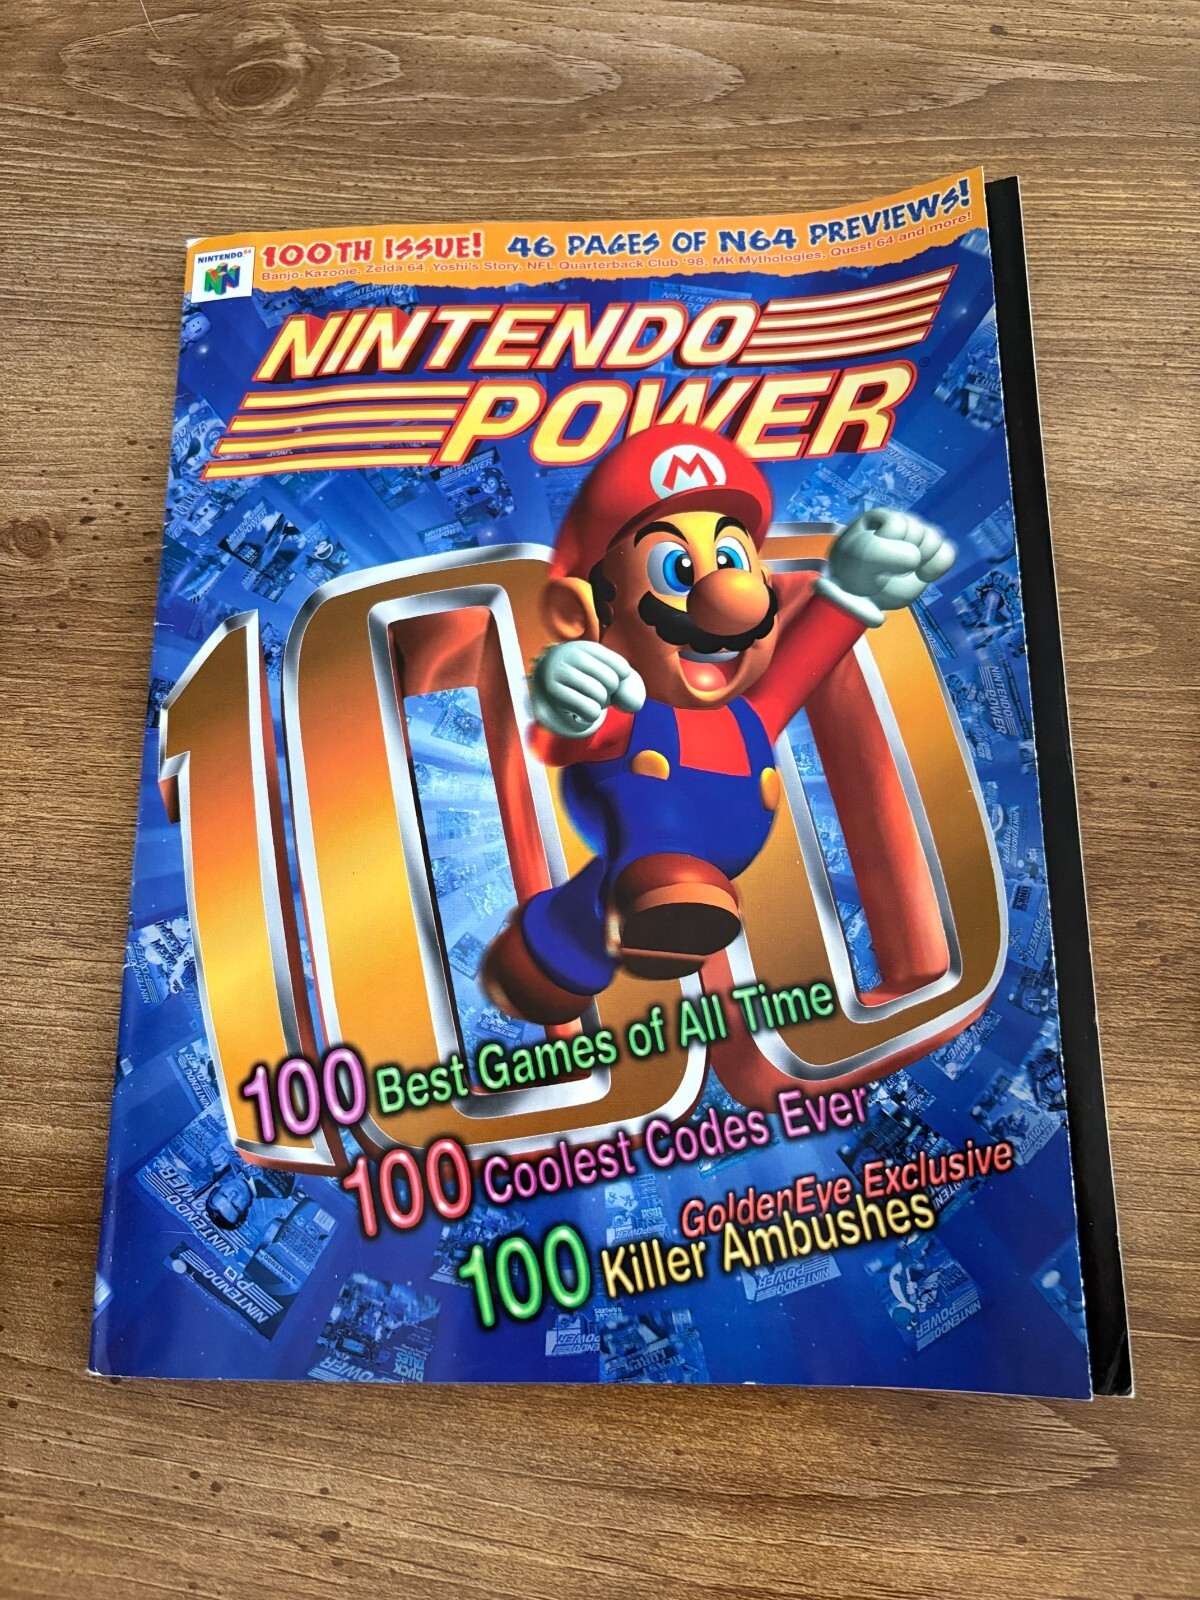 NINTENDO 64
100TH ISSUE! 46 PAGES OF N64 PREVIEWS!
Banjo-Kazooie, Zelda 64, Yoshi's Story, NFL Quarterback Club '98, MK Mythologies, Quest 64 and more!
NINTENDO
POWER®
M
100
100 Best Games of All Time
100 Coolest Codes Ever
GoldenEye Exclusive
100 Killer Ambushes